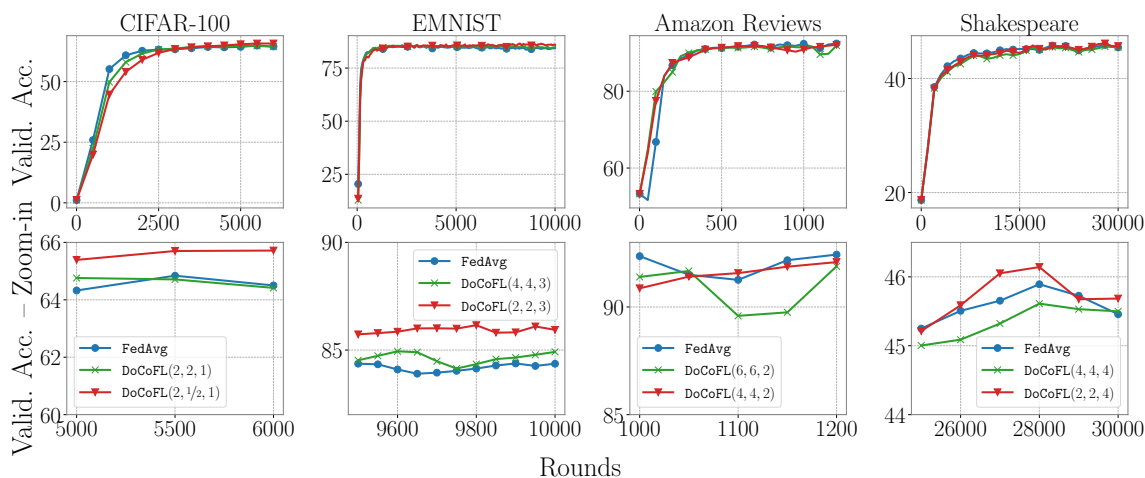 CIFAR-100
EMNIST
Amazon Reviews
Shakespeare
Valid. Acc. – Zoom-in Valid. Acc.
50
25
0
0 2500 5000
75
50
25
0 5000 10000
80
60
0 500 1000
40
20
0 15000 30000
66
64
62
60
FedAvg
DoCoFL(2, 2, 1)
DoCoFL(2, 1/2, 1)
5000 5500 6000
90
85
FedAvg
DoCoFL(4, 4, 3)
DoCoFL(2, 2, 3)
9600 9800 10000
90
85
FedAvg
DoCoFL(6, 6, 2)
DoCoFL(4, 4, 2)
1000 1100 1200
46
45
44
FedAvg
DoCoFL(4, 4, 4)
DoCoFL(2, 2, 4)
26000 28000 30000
Rounds